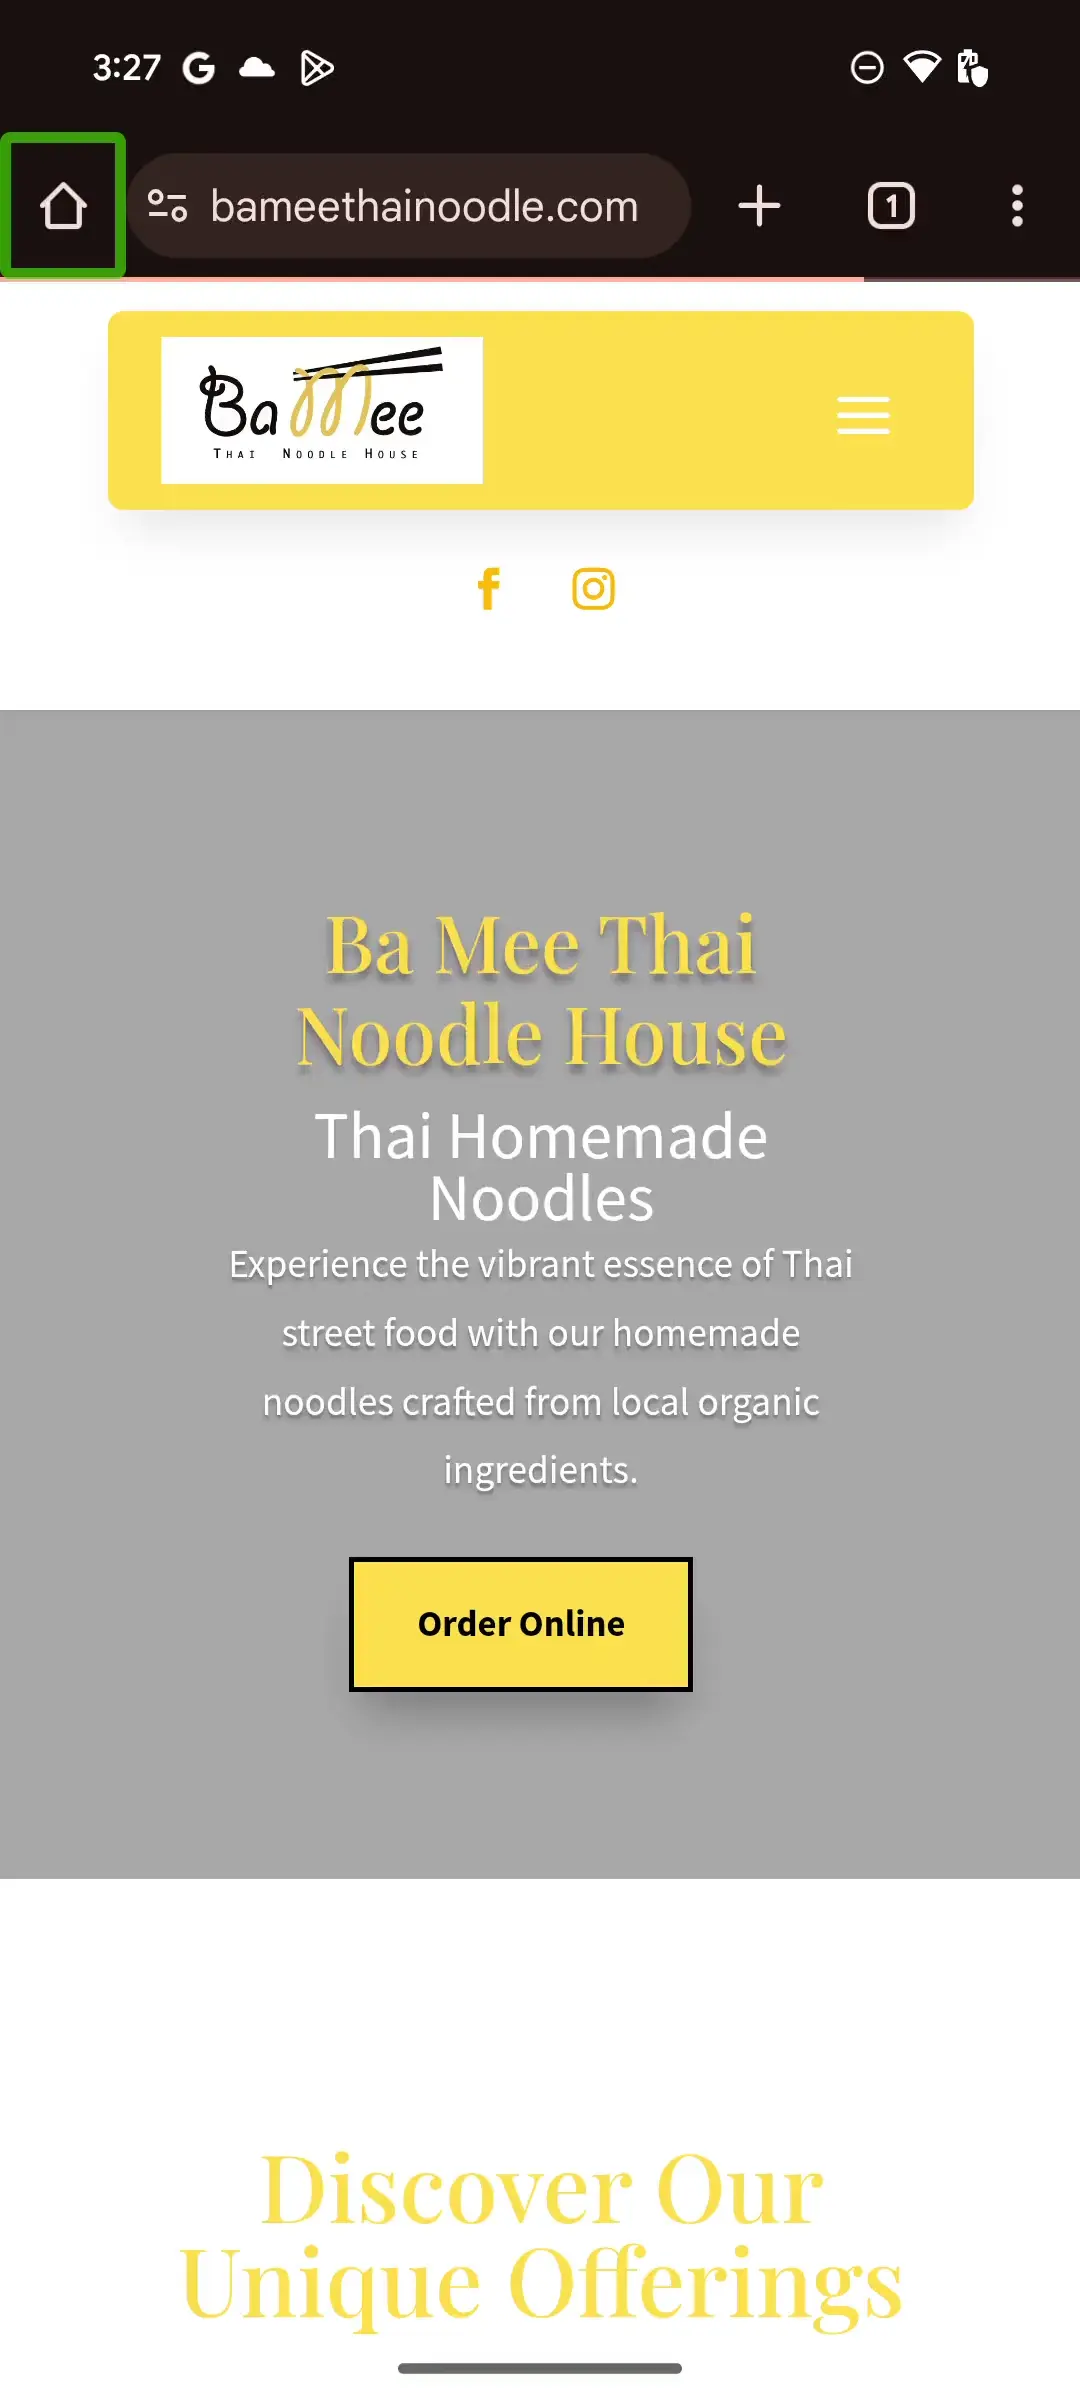 3:27
bameethainoodle.com
1
Ba Mee
Thai Noodle House
Ba Mee Thai
Noodle House
Thai Homemade
Noodles
Experience the vibrant essence of Thai
street food with our homemade
noodles crafted from local organic
ingredients.
Order Online
Discover Our
Unique Offerings